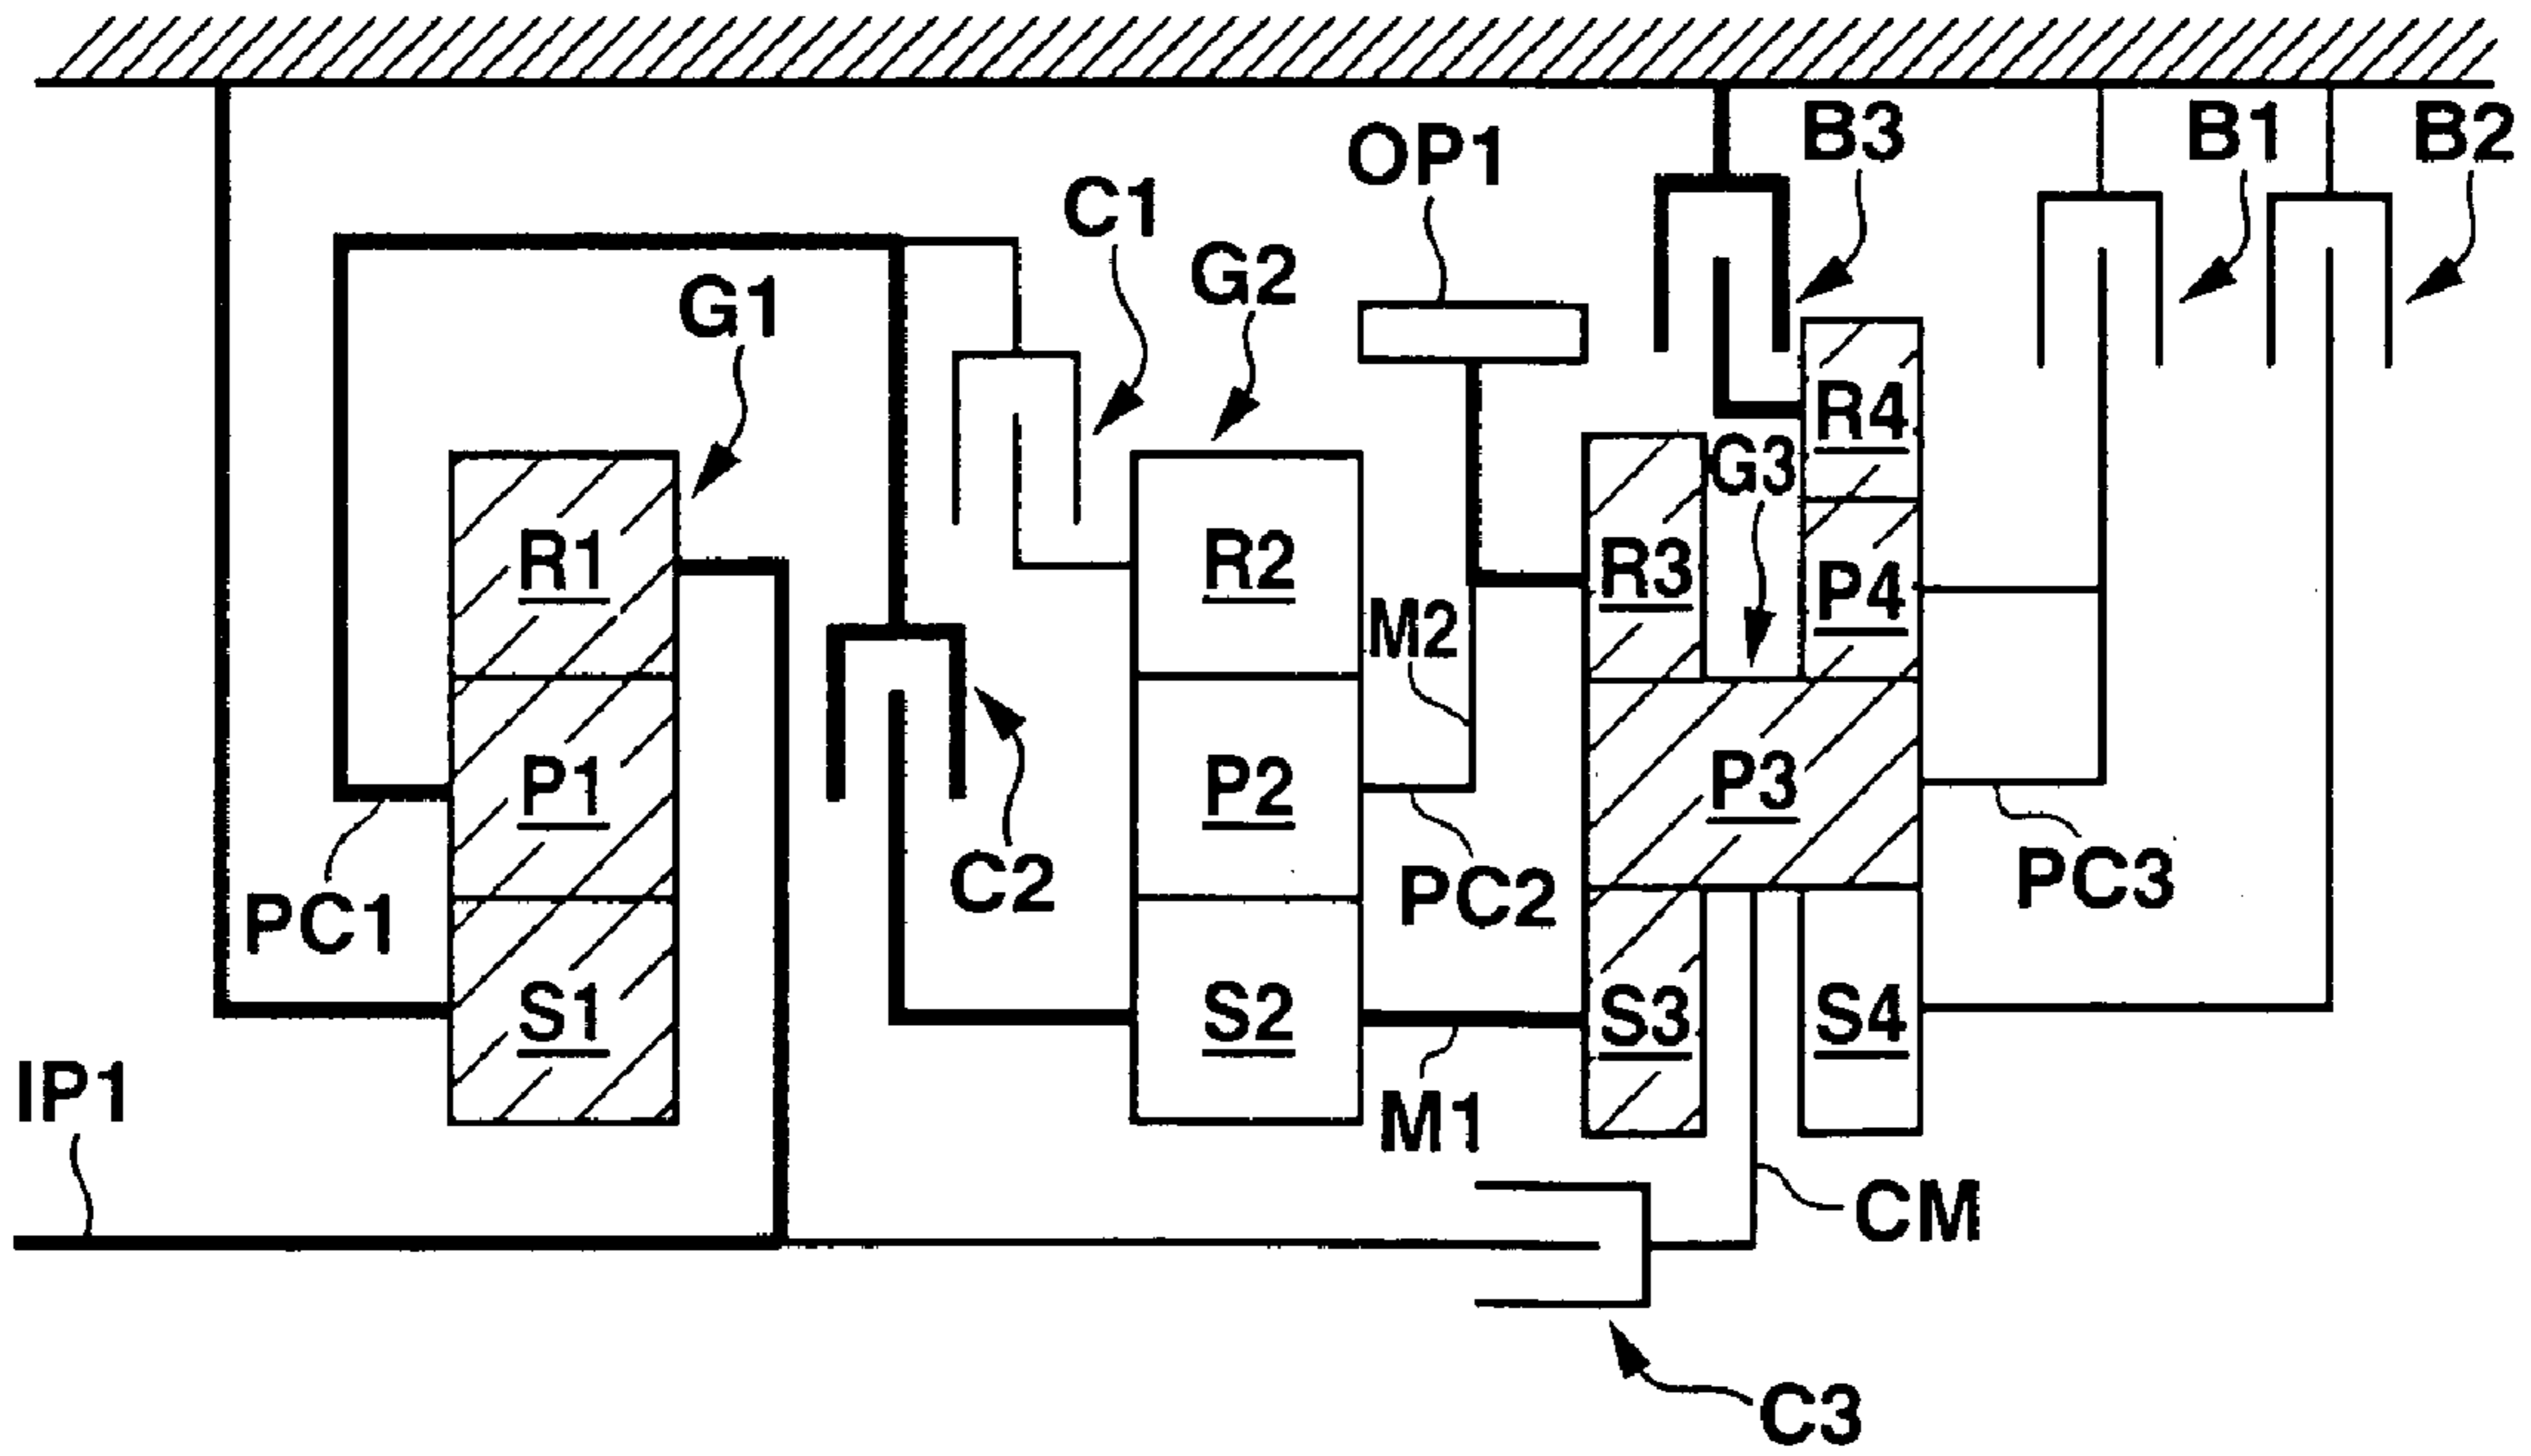 B3
B1
B2
OP1
C1
G2
G1
R4
G3
R1
R2
R3
P4
M2
P1
P2
P3
PC1
C2
PC2
PC3
S1
S2
S3
S4
IP1
M1
CM
C3